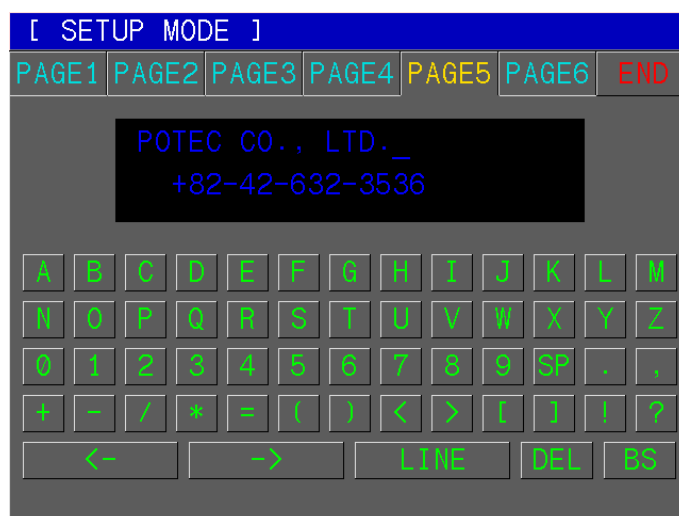 [ SETUP MODE ]
PAGE1 PAGE2 PAGE3 PAGE4 PAGE5 PAGE6 END
POTEC CO., LTD._
+82-42-632-3536
A B C D E F G H I J K L M
N O P Q R S T U V W X Y Z
0 1 2 3 4 5 6 7 8 9 SP . ,
+ - / * = ( ) < > [ ] ! ?
<- -> LINE DEL BS